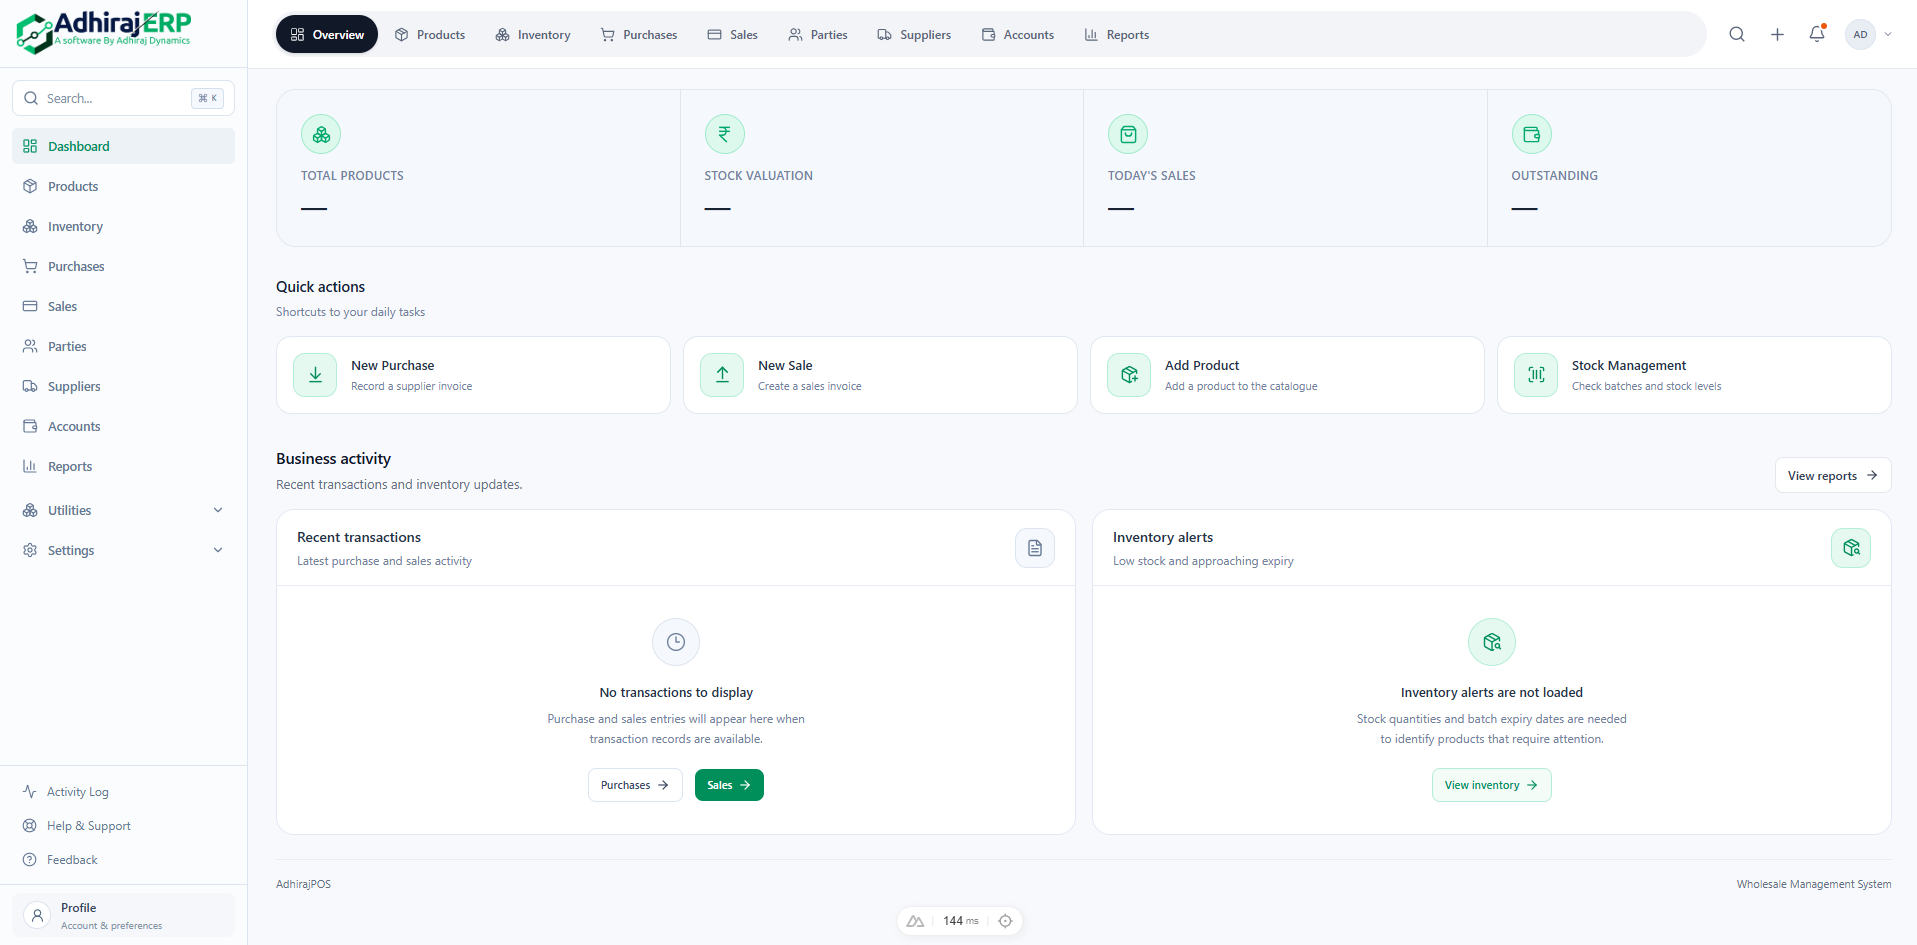 AdhirajERP
A software By Adhiraj Dynamics
Search...
⌘ K
Dashboard
Products
Inventory
Purchases
Sales
Parties
Suppliers
Accounts
Reports
Utilities
Settings
Activity Log
Help & Support
Feedback
Profile
Account & preferences
Overview
Products
Inventory
Purchases
Sales
Parties
Suppliers
Accounts
Reports
AD
₹
TOTAL PRODUCTS
—
STOCK VALUATION
—
TODAY'S SALES
—
OUTSTANDING
—
Quick actions
Shortcuts to your daily tasks
New Purchase
Record a supplier invoice
New Sale
Create a sales invoice
Add Product
Add a product to the catalogue
Stock Management
Check batches and stock levels
Business activity
Recent transactions and inventory updates.
View reports
Recent transactions
Latest purchase and sales activity
No transactions to display
Purchase and sales entries will appear here when
transaction records are available.
Purchases
Sales
Inventory alerts
Low stock and approaching expiry
Inventory alerts are not loaded
Stock quantities and batch expiry dates are needed
to identify products that require attention.
View inventory
AdhirajPOS
Wholesale Management System
144 ms